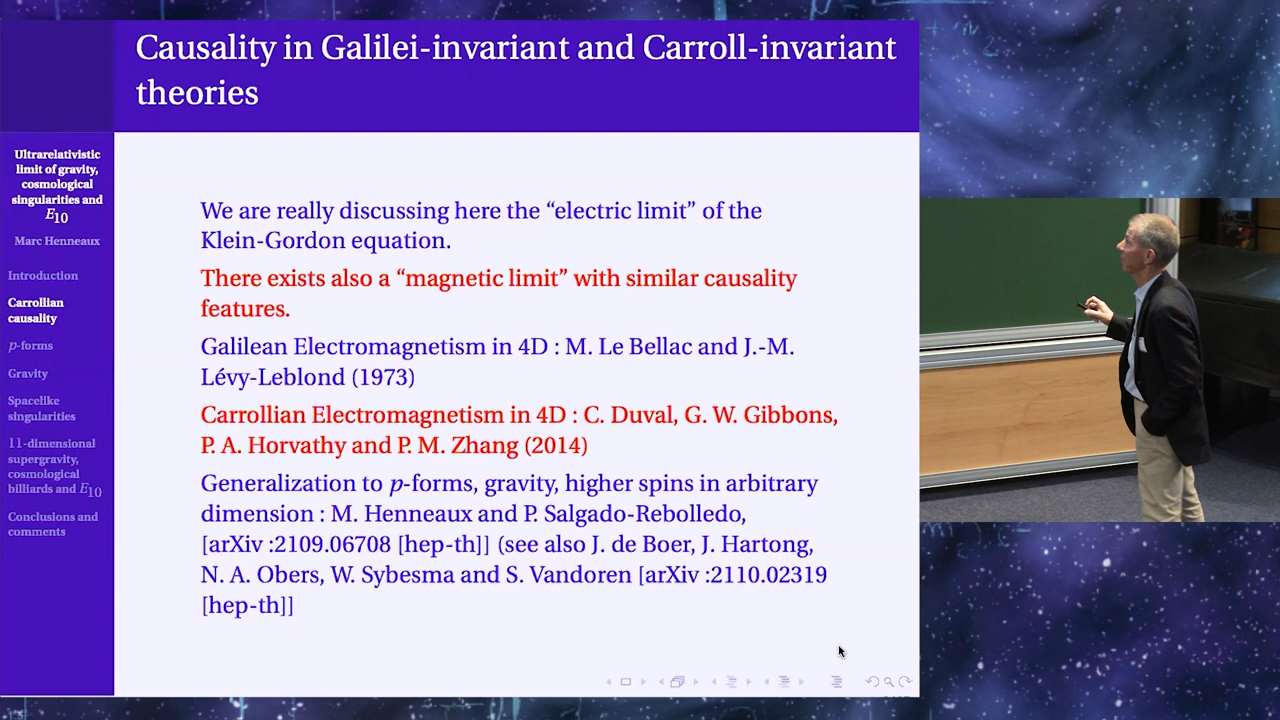 Causality in Galilei-invariant and Carroll-invariant
theories
Ultrarelativistic
limit of gravity,
cosmological
singularities and
E10
Marc Henneaux
Introduction
Carrollian
causality
p-forms
Gravity
Spacelike
singularities
11-dimensional
supergravity,
cosmological
billiards and E10
Conclusions and
comments
We are really discussing here the “electric limit” of the
Klein-Gordon equation.
There exists also a “magnetic limit” with similar causality
features.
Galilean Electromagnetism in 4D : M. Le Bellac and J.-M.
Lévy-Leblond (1973)
Carrollian Electromagnetism in 4D : C. Duval, G. W. Gibbons,
P. A. Horvathy and P. M. Zhang (2014)
Generalization to p-forms, gravity, higher spins in arbitrary
dimension : M. Henneaux and P. Salgado-Rebolledo,
[arXiv :2109.06708 [hep-th]] (see also J. de Boer, J. Hartong,
N. A. Obers, W. Sybesma and S. Vandoren [arXiv :2110.02319
[hep-th]]